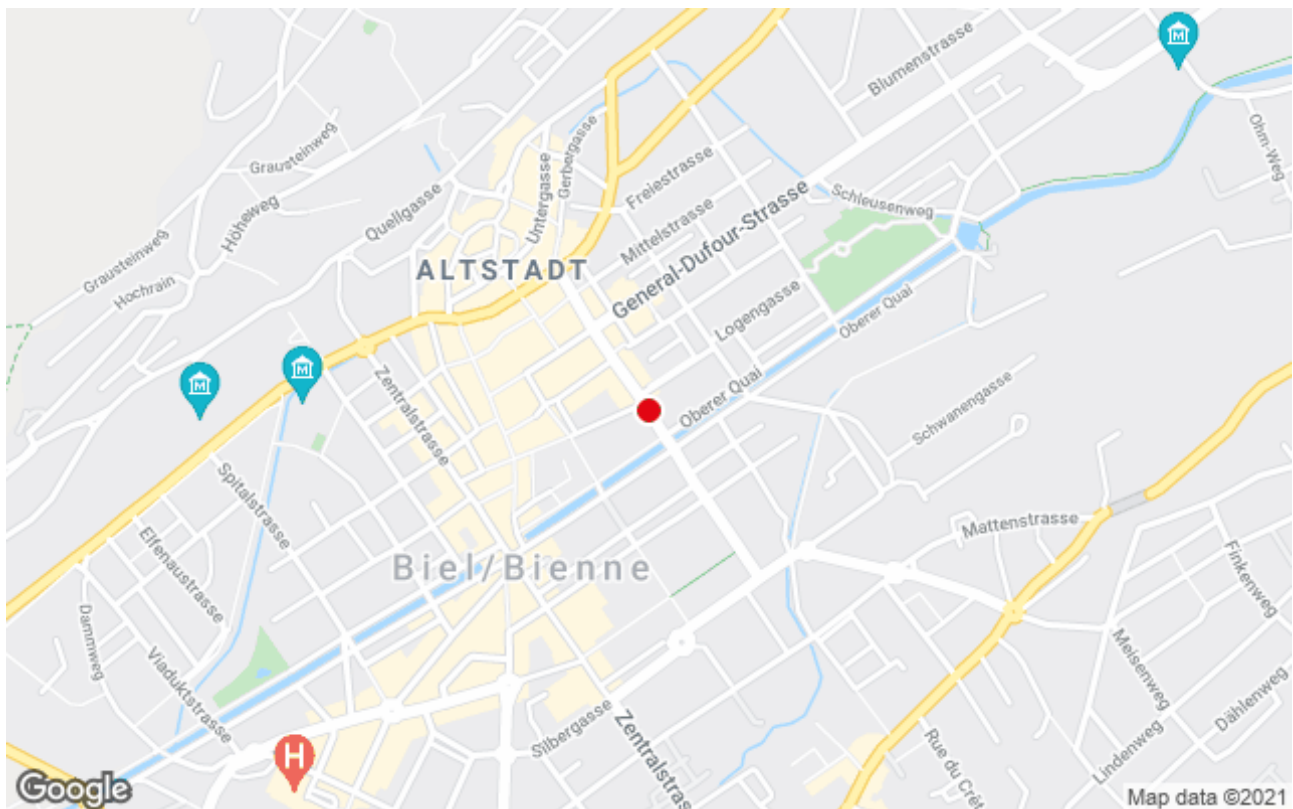 Blumenstrasse
M
Ohm-Weg
Grausteinweg
Gerbergasse
Untergasse
Freiestrasse
Schleusenweg
Höheweg
Quellgasse
Mittelstrasse
General-Dufour-Strasse
Grausteinweg
Hochrain
ALTSTADT
Logengasse
Oberer Quai
M
M
Zentralstrasse
Oberer Quai
Schwanengasse
Spitalstrasse
Mattenstrasse
Elfenaustrasse
Biel/Bienne
Finkenweg
Dammweg
Viaduktstrasse
Meisenweg
Silbergasse
Zentralstras
Dählenweg
Lindenweg
Rue du Crêt
H
Google
Map data ©2021